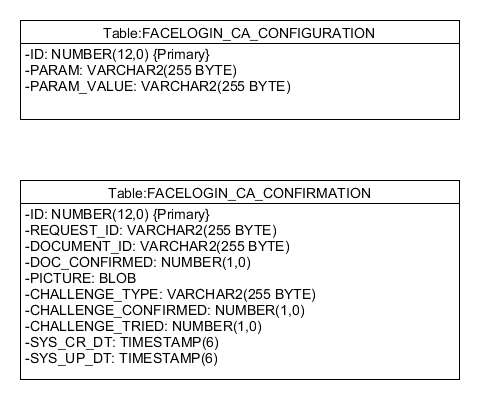 Table:FACELOGIN_CA_CONFIGURATION
-ID: NUMBER(12,0) {Primary}
-PARAM: VARCHAR2(255 BYTE)
-PARAM_VALUE: VARCHAR2(255 BYTE)
Table:FACELOGIN_CA_CONFIRMATION
-ID: NUMBER(12,0) {Primary}
-REQUEST_ID: VARCHAR2(255 BYTE)
-DOCUMENT_ID: VARCHAR2(255 BYTE)
-DOC_CONFIRMED: NUMBER(1,0)
-PICTURE: BLOB
-CHALLENGE_TYPE: VARCHAR2(255 BYTE)
-CHALLENGE_CONFIRMED: NUMBER(1,0)
-CHALLENGE_TRIED: NUMBER(1,0)
-SYS_CR_DT: TIMESTAMP(6)
-SYS_UP_DT: TIMESTAMP(6)